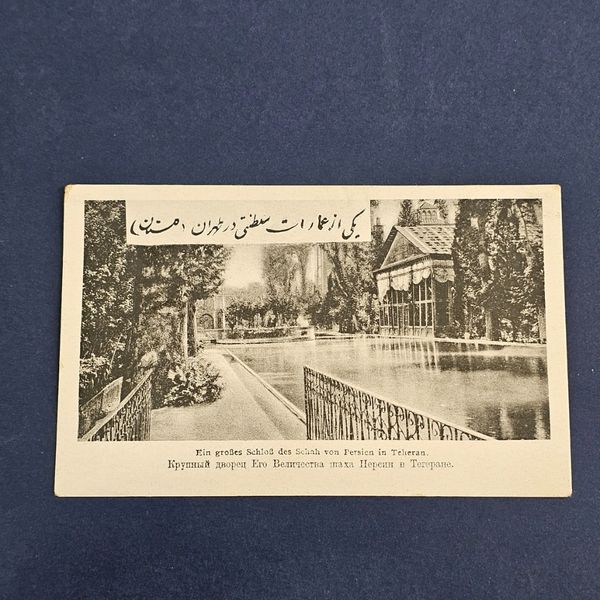 یکی از عمارات سلطنتی در طهران (گلستان)
Ein großes Schloß des Schah von Persien in Teheran.
Крупный дворец Его Величества шаха Персии в Тегеране.